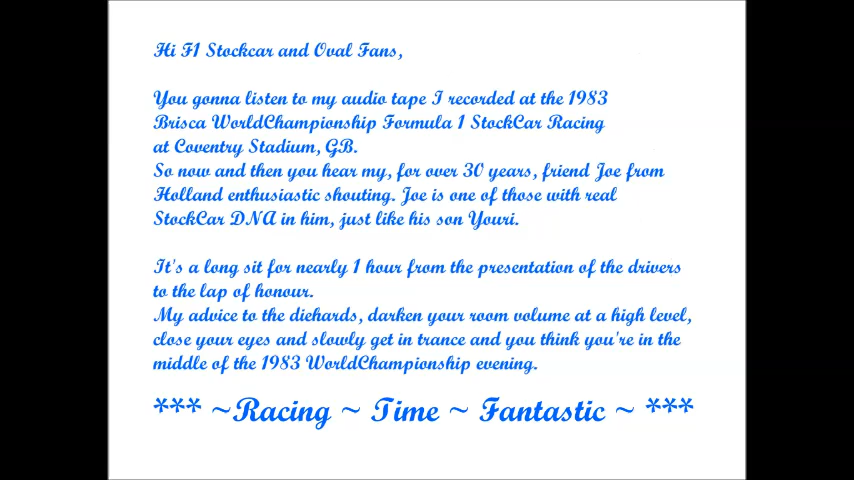 Hi F1 Stockcar and Oval Fans,
You gonna listen to my audio tape I recorded at the 1983
Brisca WorldChampionship Formula 1 StockCar Racing
at Coventry Stadium, GB.
So now and then you hear my, for over 30 years, friend Joe from
Holland enthusiastic shouting. Joe is one of those with real
StockCar DNA in him, just like his son Youri.
It's a long sit for nearly 1 hour from the presentation of the drivers
to the lap of honour.
My advice to the diehards, darken your room volume at a high level,
close your eyes and slowly get in trance and you think you're in the
middle of the 1983 WorldChampionship evening.
*** ~Racing ~ Time ~ Fantastic ~ ***